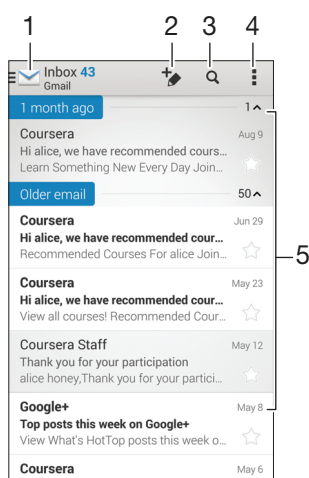 1 2 3 4
Inbox 43
Gmail
1 month ago 1
Coursera Aug 9
Hi alice, we have recommended cours...
Learn Something New Every Day Join...
Older email 50
Coursera Jun 29
Hi alice, we have recommended cour...
Recommended Courses For alice Join...
5
Coursera May 23
Hi alice, we have recommended cour...
View all courses! Recommended Cour...
Coursera Staff May 12
Thank you for your participation
alice honey,Thank you for your partici...
Google+ May 8
Top posts this week on Google+
View What's HotTop posts this week o...
Coursera May 6